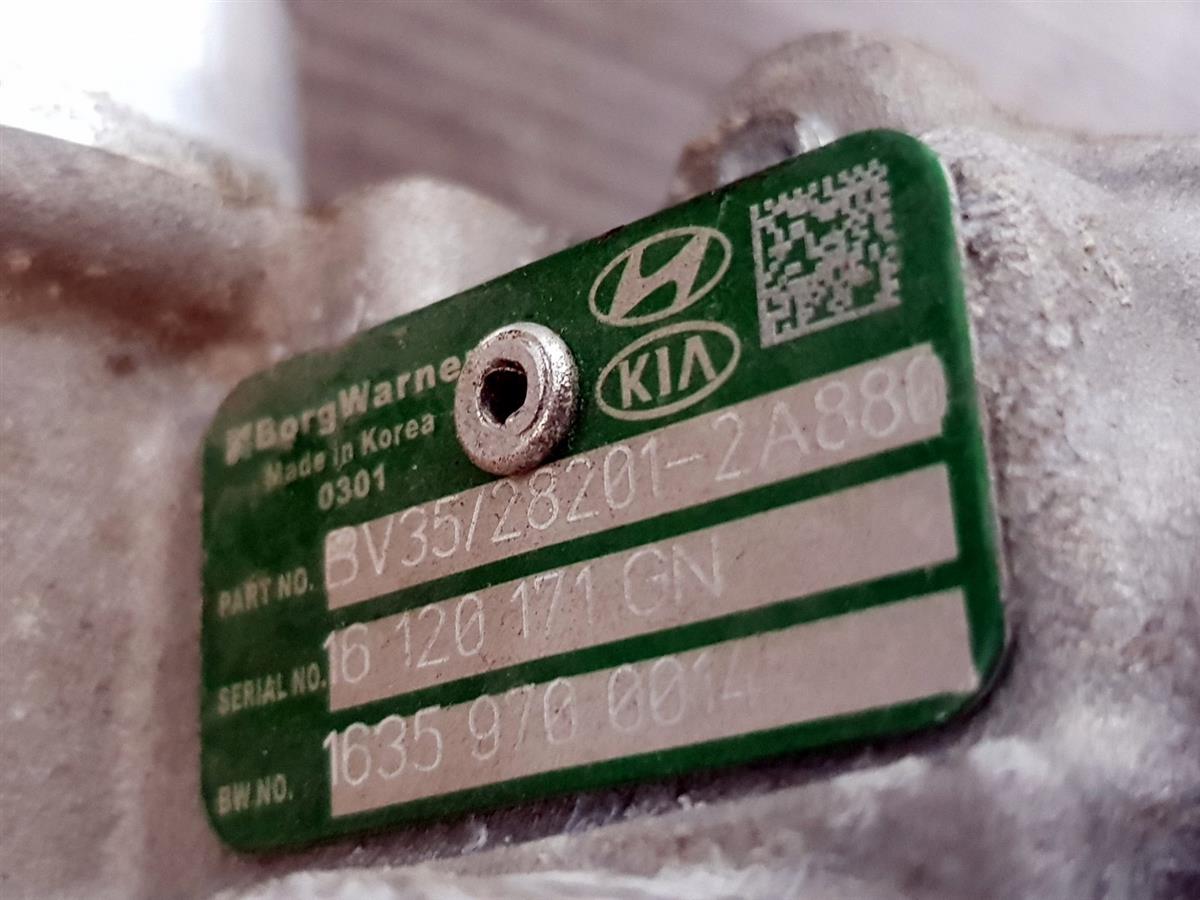 BorgWarner
Made in Korea
0301
KIA
PART NO. BV35/28201-2A880
SERIAL NO. 16 120 171 GN
BW NO. 1635 970 0014